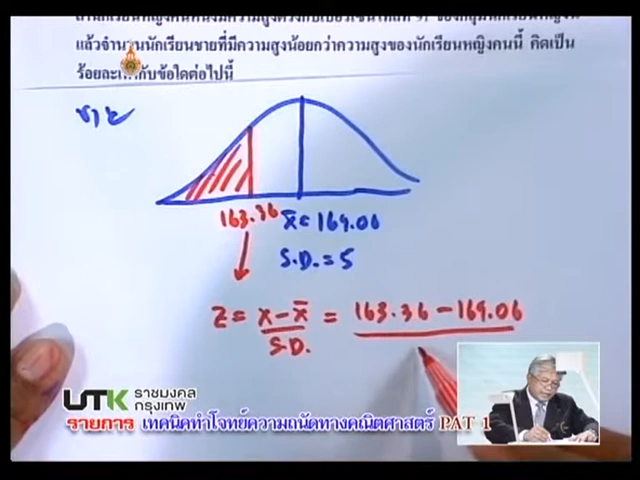 แล้วจำนวนนักเรียนชายที่มีความสูงน้อยกว่าความสูงของนักเรียนหญิงคนนี้ คิดเป็น
ร้อยละเท่ากับข้อใดต่อไปนี้
ชาย
163.36 x̄ = 169.06
S.D. = 5
Z = x - x̄ / S.D. = 163.36 - 169.06
UTK ราชมงคล
กรุงเทพ
รายการ เทคนิคทำโจทย์ความถนัดทางคณิตศาสตร์ PAT 1